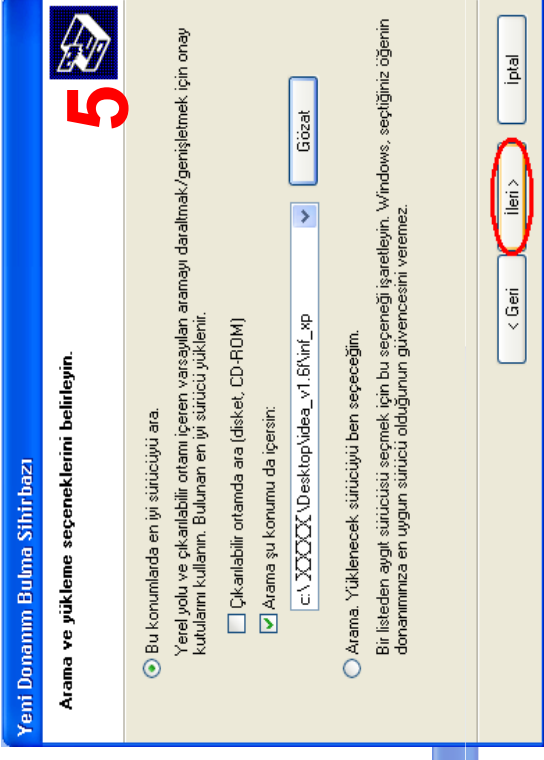 Yeni Donanım Bulma Sihirbazı
Arama ve yükleme seçeneklerini belirleyin.
5
Bu konumlarda en iyi sürücüyü ara.
Yerel yolu ve çıkarılabilir ortamı içeren varsayılan aramayı daraltmak/genişletmek için onay
kutularını kullanın. Bulunan en iyi sürücü yüklenir.
Çıkarılabilir ortamda ara (disket, CD-ROM)
Arama şu konumu da içersin:
c:\XXXXX\Desktop\idea_v1.6f\inf_xp
Gözat
Arama. Yüklenecek sürücüyü ben seçeceğim.
Bir listeden aygıt sürücüsü seçmek için bu seçeneği işaretleyin. Windows, seçtiğiniz öğenin
donanımınıza en uygun sürücü olduğunun güvencesini veremez.
< Geri
İleri >
İptal